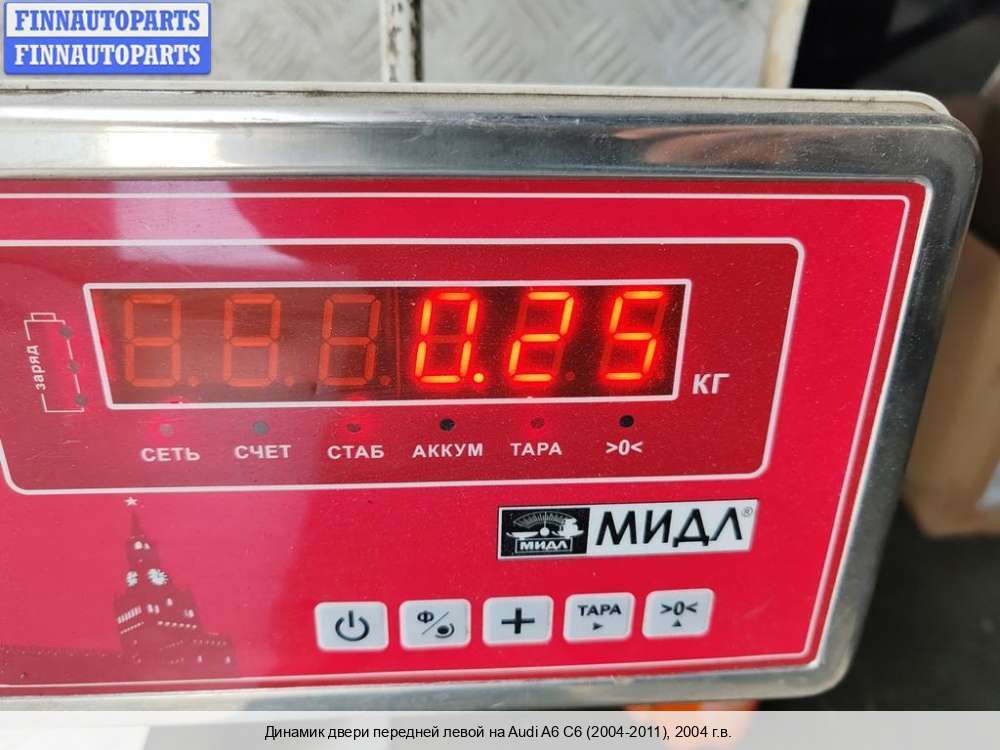 FINNAUTOPARTS
FINNAUTOPARTS
0.25
заряд
КГ
СЕТЬ СЧЕТ СТАБ АККУМ ТАРА >0<
МИДЛ МИДЛ®
Ф ТАРА >0<
Динамик двери передней левой на Audi A6 C6 (2004-2011), 2004 г.в.